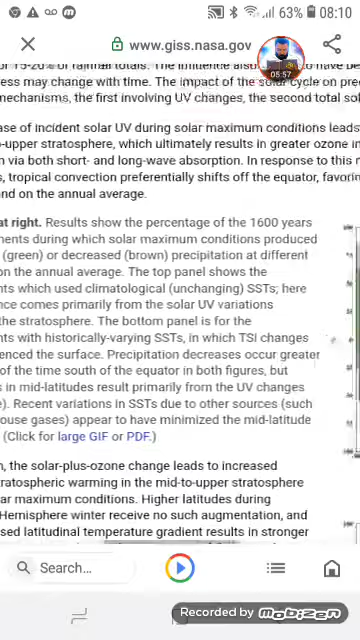 63% 08:10
www.giss.nasa.gov
05:57
or 15-20% of rainfall totals. The influence also
ess may change with time. The impact of the solar cycle on
mechanisms, the first involving UV changes, the second total sol
ase of incident solar UV during solar maximum conditions leads
-upper stratosphere, which ultimately results in greater ozone in
n via both short- and long-wave absorption. In response to this
s, tropical convection preferentially shifts off the equator, favorin
nd on the annual average.
at right. Results show the percentage of the 1600 years
ments during which solar maximum conditions produced
(green) or decreased (brown) precipitation at different
on the annual average. The top panel shows the
nts which used climatological (unchanging) SSTs; here
nce comes primarily from the solar UV variations
the stratosphere. The bottom panel is for the
nts with historically-varying SSTs, in which TSI changes
enced the surface. Precipitation decreases occur greater
of the time south of the equator in both figures, but
s in mid-latitudes result primarily from the UV changes
e). Recent variations in SSTs due to other sources (such
ouse gases) appear to have minimized the mid-latitude
(Click for large GIF or PDF.)
n, the solar-plus-ozone change leads to increased
tratospheric warming in the mid-to-upper stratosphere
ar maximum conditions. Higher latitudes during
Hemisphere winter receive no such augmentation, and
sed latitudinal temperature gradient results in stronger
Search...
Recorded by mobizen